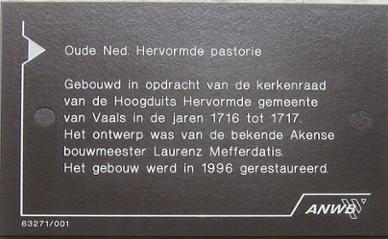 Oude Ned. Hervormde pastorie
Gebouwd in opdracht van de kerkenraad
van de Hoogduits Hervormde gemeente
van Vaals in de jaren 1716 tot 1717.
Het ontwerp was van de bekende Akense
bouwmeester Laurenz Mefferdatis.
Het gebouw werd in 1996 gerestaureerd.
ANWB
63271/001